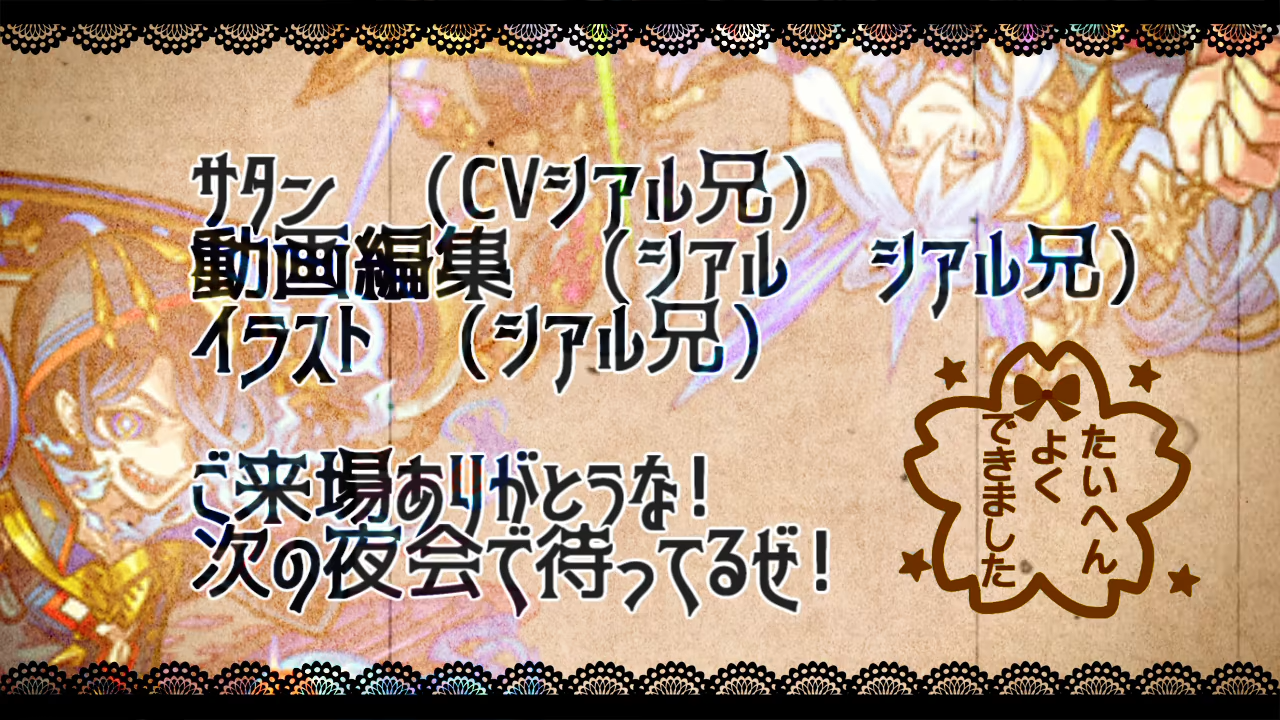 サタン　(CVシアル兄)
動画編集　(シアル　シアル兄)
イラスト　(シアル兄)
ご来場ありがとうな!
次の夜会で待ってるぜ!
たいへん
よく
できました